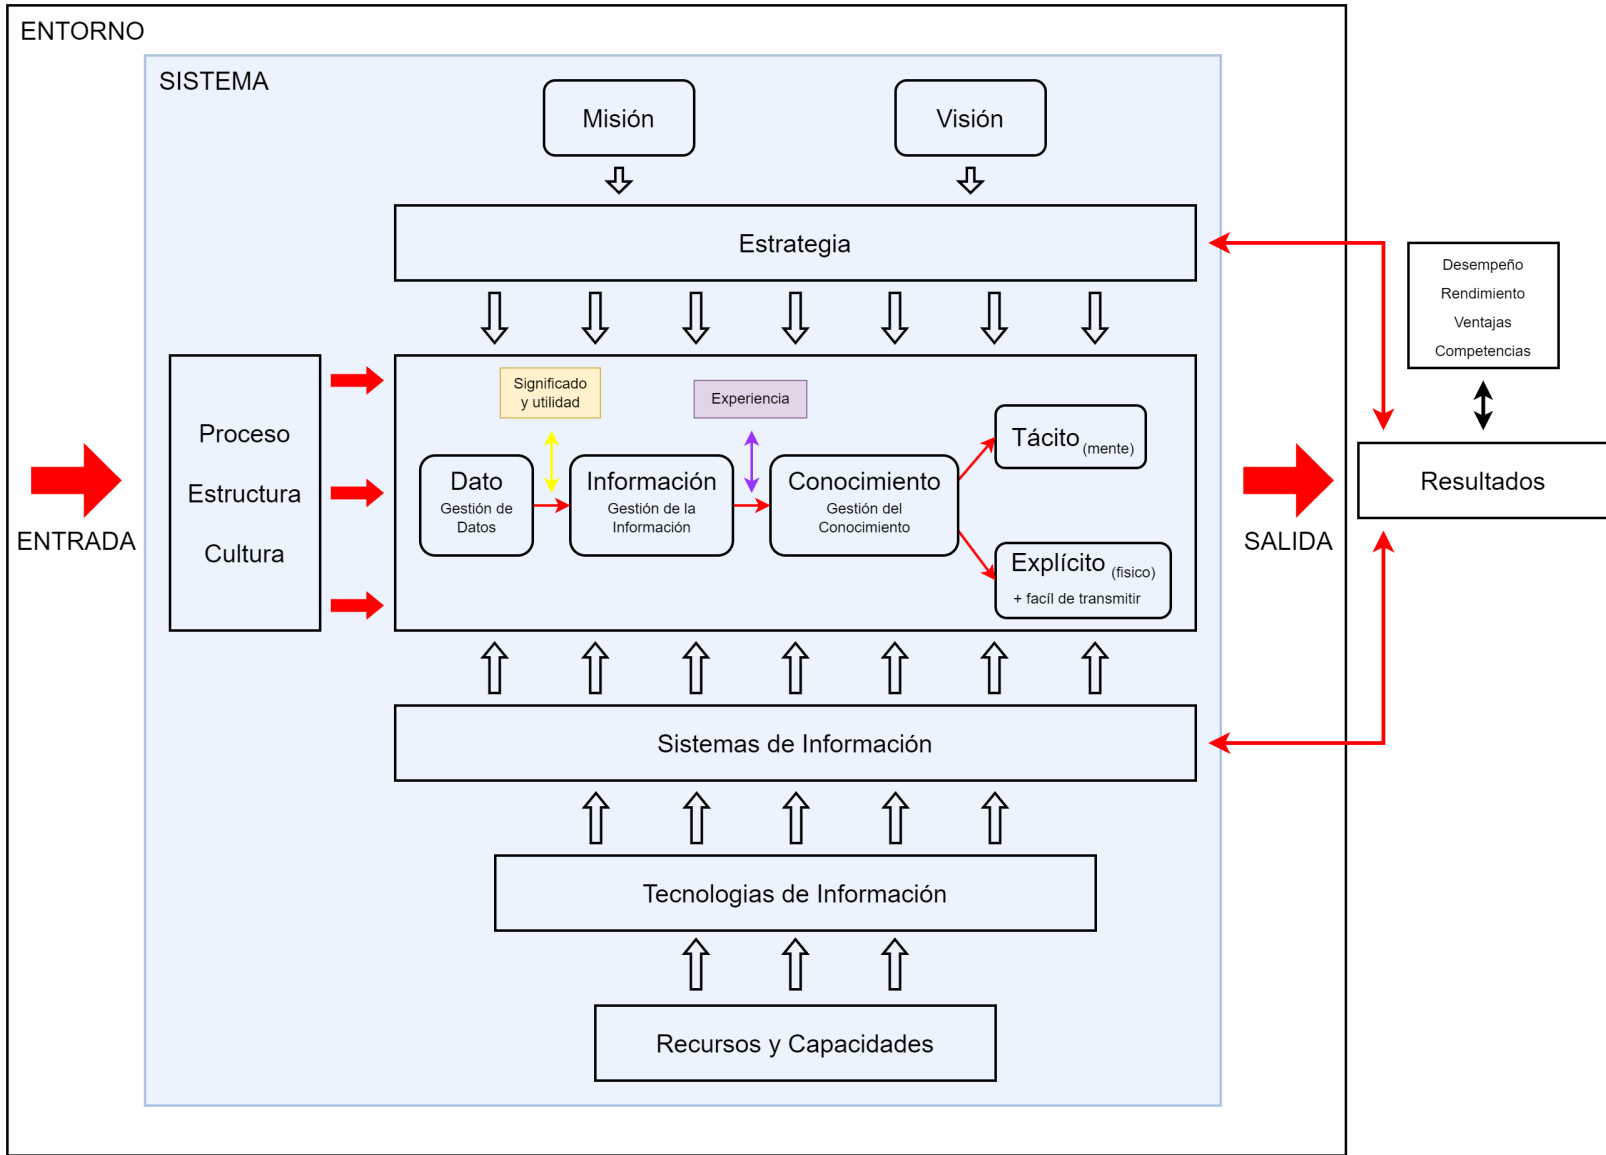 ENTORNO
SISTEMA
Misión
Visión
Estrategia
Desempeño
Rendimiento
Ventajas
Competencias
Proceso
Estructura
Cultura
Significado
y utilidad
Experiencia
Dato
Gestión de
Datos
Información
Gestión de la
Información
Conocimiento
Gestión del
Conocimiento
Tácito (mente)
Explícito (fisico)
+ facíl de transmitir
ENTRADA
SALIDA
Resultados
Sistemas de Información
Tecnologias de Información
Recursos y Capacidades